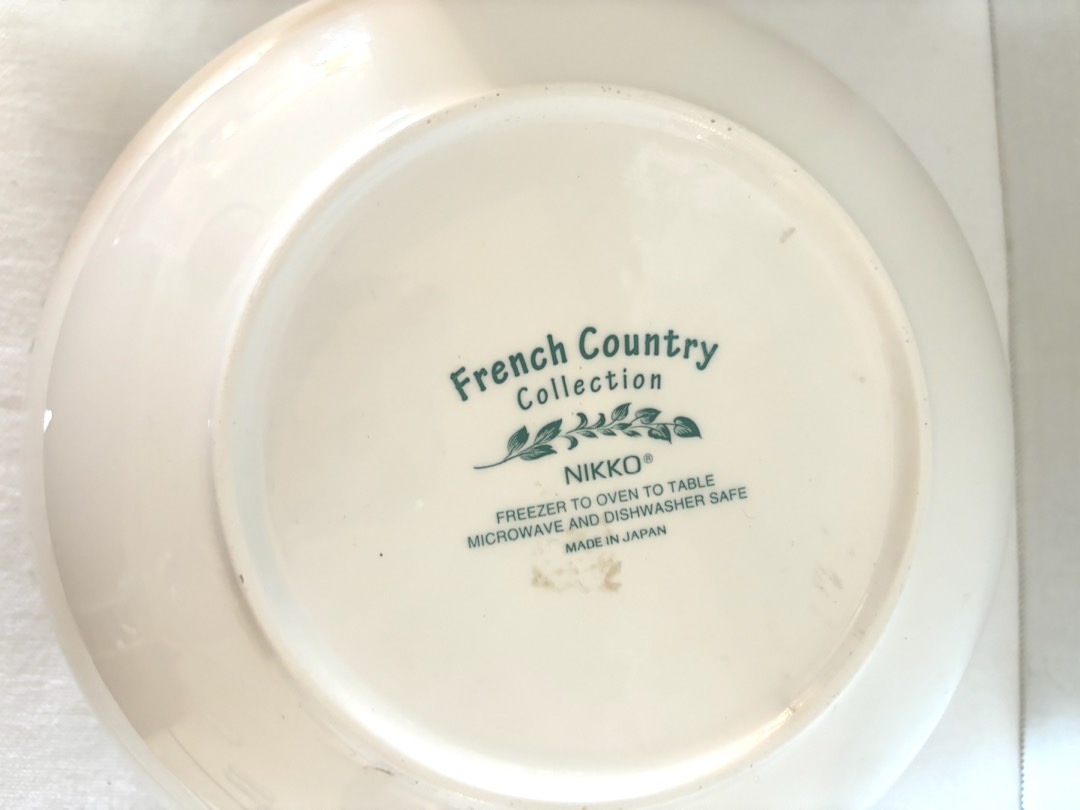 French Country
Collection
NIKKO®
FREEZER TO OVEN TO TABLE
MICROWAVE AND DISHWASHER SAFE
MADE IN JAPAN